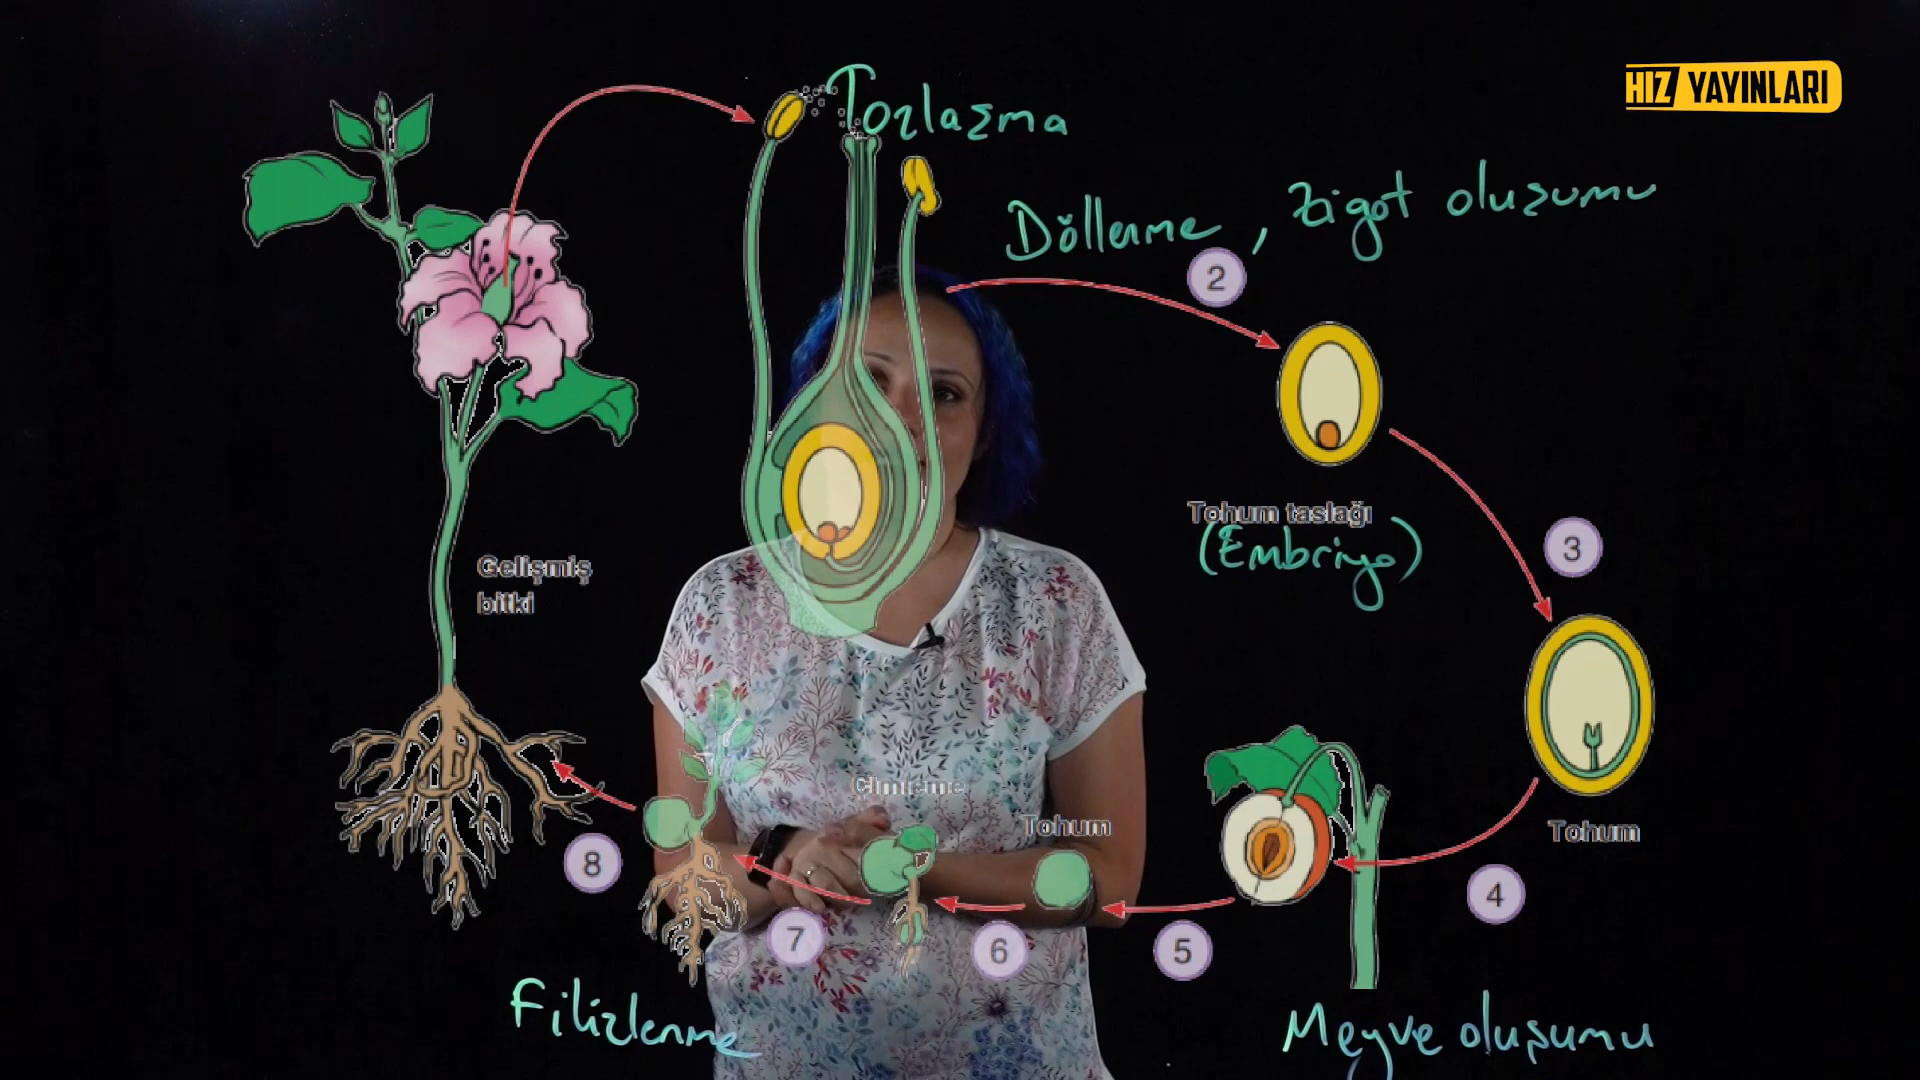 HIZ YAYINLARI
Tozlaşma
Döllenme, Zigot oluşumu
2
Tohum taslağı
(Embriyo)
3
Gelişmiş
bitki
Çimlenme
Tohum
Tohum
8
7
6
5
4
Filizlenme
Meyve oluşumu